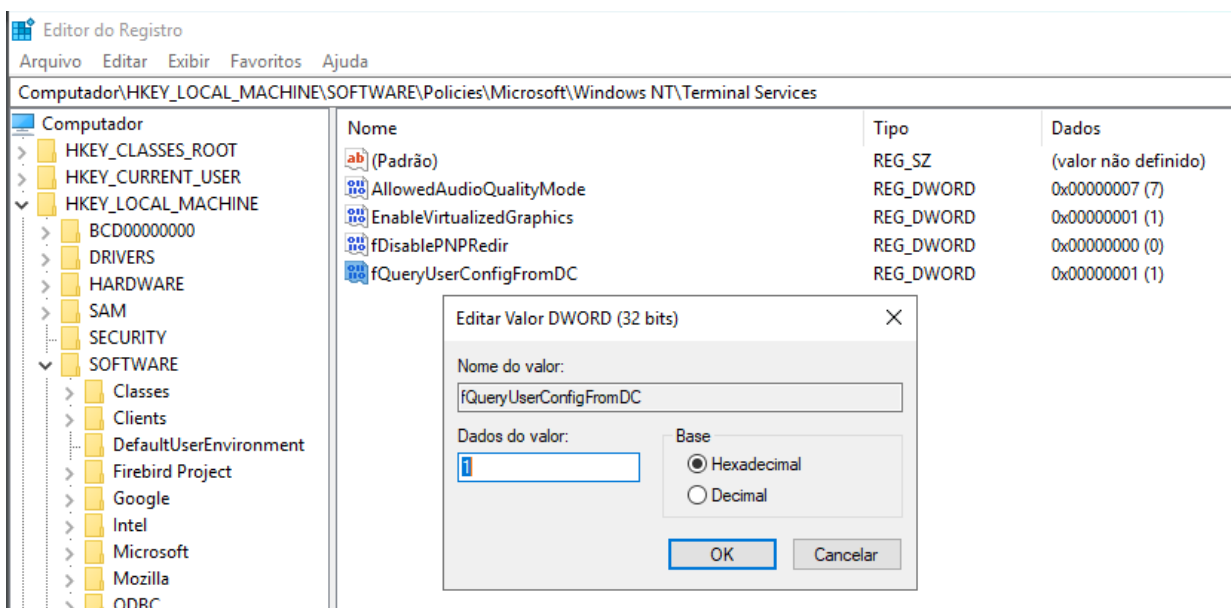 Editor do Registro
Arquivo Editar Exibir Favoritos Ajuda
Computador\HKEY_LOCAL_MACHINE\SOFTWARE\Policies\Microsoft\Windows NT\Terminal Services
Computador
HKEY_CLASSES_ROOT
HKEY_CURRENT_USER
HKEY_LOCAL_MACHINE
BCD00000000
DRIVERS
HARDWARE
SAM
SECURITY
SOFTWARE
Classes
Clients
DefaultUserEnvironment
Firebird Project
Google
Intel
Microsoft
Mozilla
ODBC
Nome Tipo Dados
ab (Padrão) REG_SZ (valor não definido)
AllowedAudioQualityMode REG_DWORD 0x00000007 (7)
EnableVirtualizedGraphics REG_DWORD 0x00000001 (1)
fDisablePNPRedir REG_DWORD 0x00000000 (0)
fQueryUserConfigFromDC REG_DWORD 0x00000001 (1)
Editar Valor DWORD (32 bits)
Nome do valor:
fQueryUserConfigFromDC
Dados do valor:
1
Base
Hexadecimal
Decimal
OK Cancelar